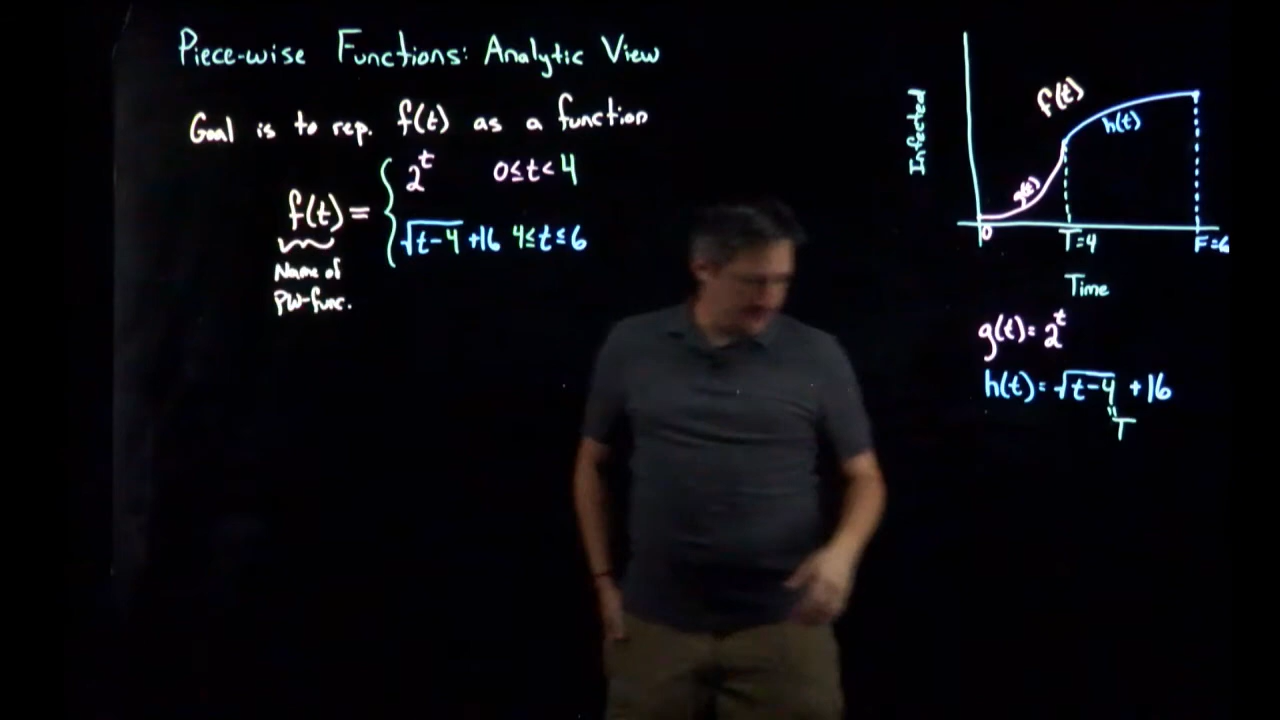 Piece-wise Functions: Analytic View
Goal is to rep. f(t) as a function
f(t) = { 2^t 0≤t<4
√t-4 +16 4≤t≤6
Name of
PW-func.
Infected
f(t)
g(t)
h(t)
0
T=4
F=6
Time
g(t)= 2^t
h(t)= √t-4 +16
"
T